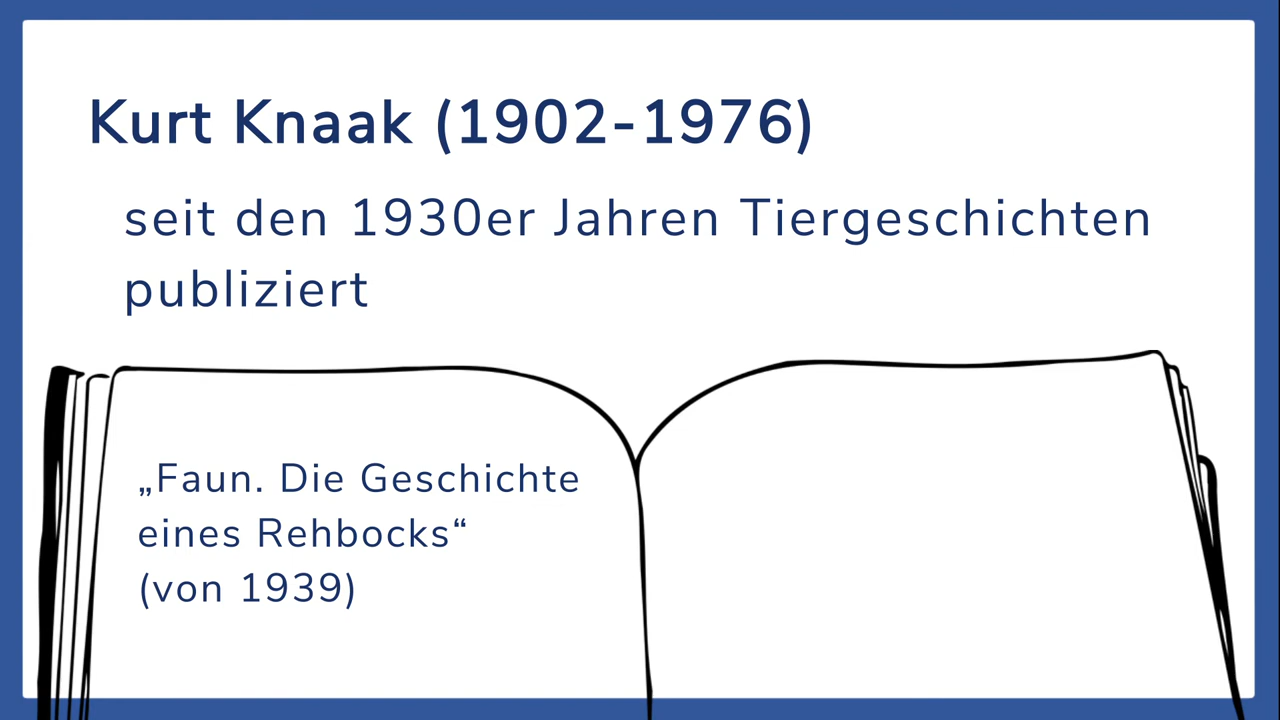 Kurt Knaak (1902-1976)
seit den 1930er Jahren Tiergeschichten
publiziert
„Faun. Die Geschichte
eines Rehbocks“
(von 1939)